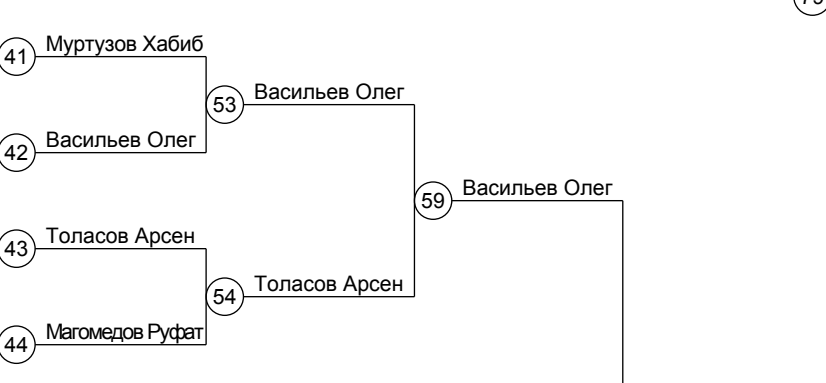 41 Муртузов Хабиб
53 Васильев Олег
42 Васильев Олег
59 Васильев Олег
43 Толасов Арсен
54 Толасов Арсен
44 Магомедов Руфат